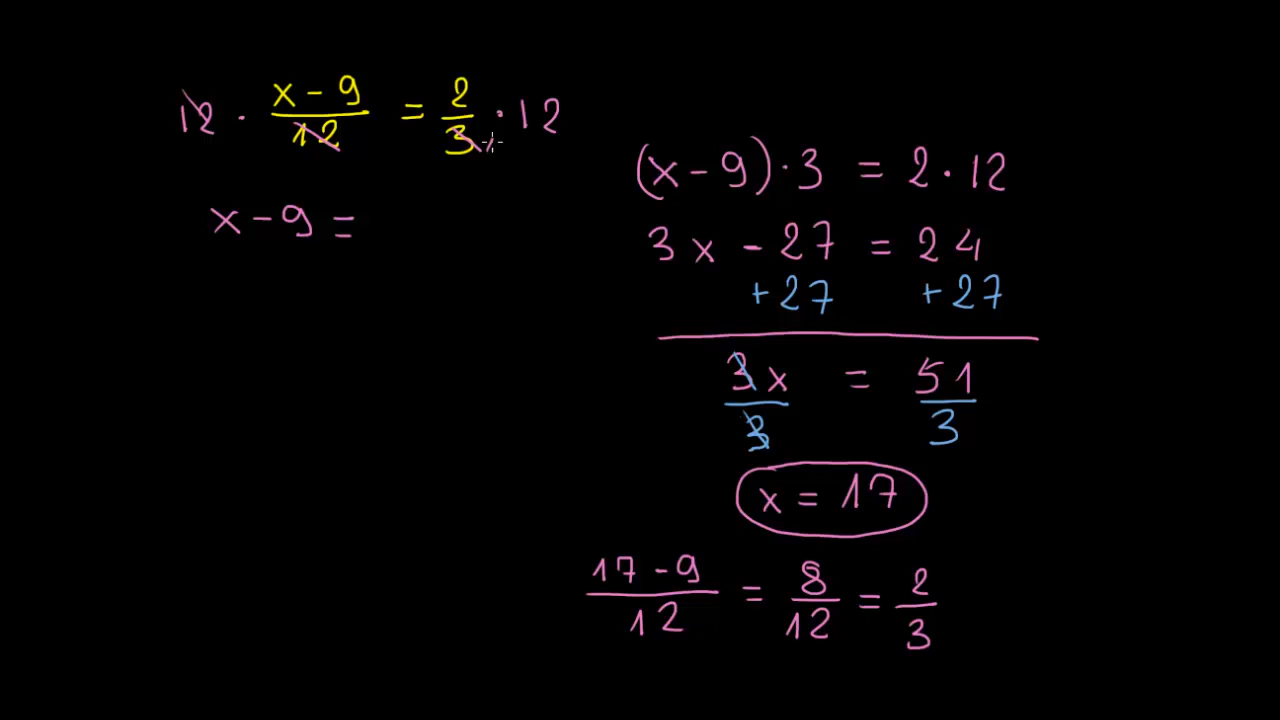 12 · (x - 9)/12 = 2/3 · 12
x - 9 =
(x - 9) · 3 = 2 · 12
3x - 27 = 24
+27 +27
3x/3 = 51/3
x = 17
(17 - 9)/12 = 8/12 = 2/3